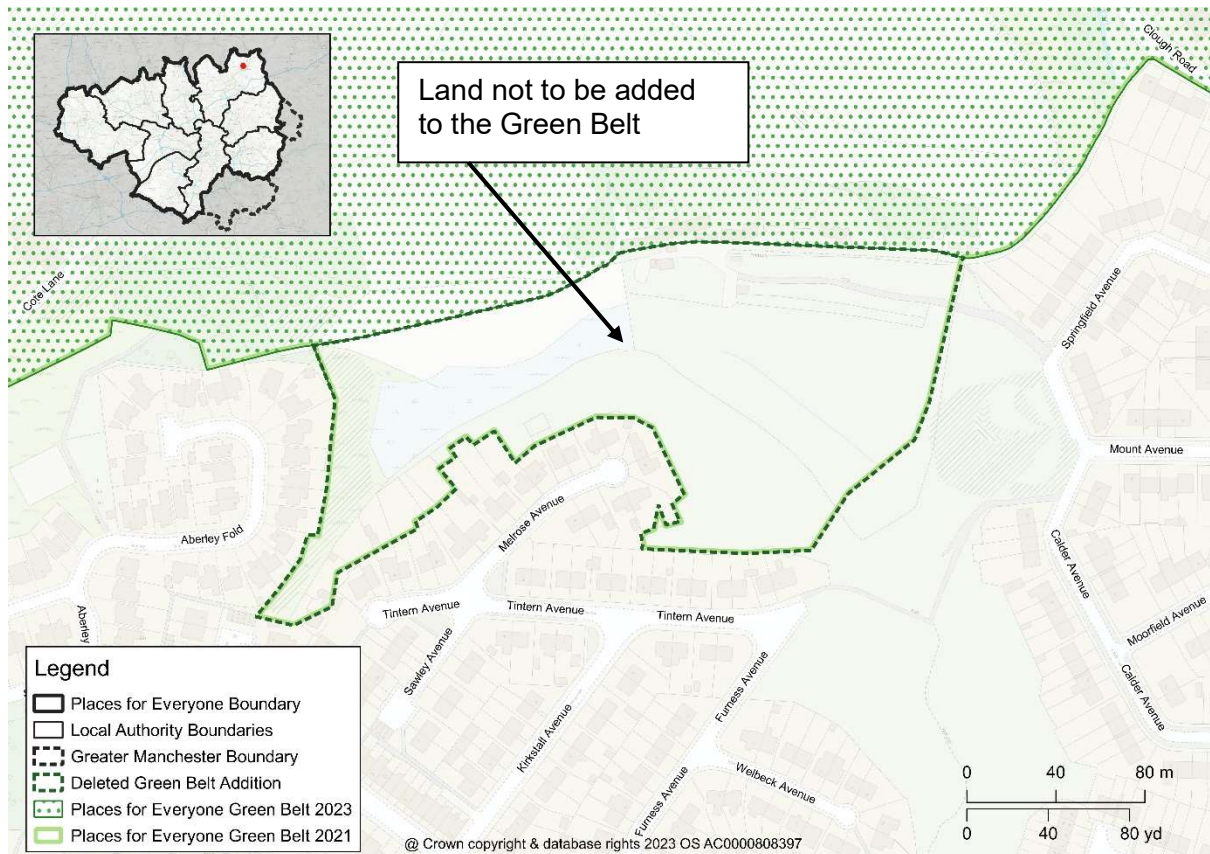 Clough Road
Land not to be added
to the Green Belt
Cote Lane
Springfield Avenue
Mount Avenue
Melrose Avenue
Aberley Fold
Calder Avenue
Tintern Avenue
Tintern Avenue
Tintern Avenue
Aberley
Moorfield Avenue
Sawley Avenue
Furness Avenue
Kirkstall Avenue
Calder Avenue
Welbeck Avenue
Furness Avenue
Legend
Places for Everyone Boundary
Local Authority Boundaries
Greater Manchester Boundary
Deleted Green Belt Addition
Places for Everyone Green Belt 2023
Places for Everyone Green Belt 2021
0 40 80 m
0 40 80 yd
@ Crown copyright & database rights 2023 OS AC0000808397